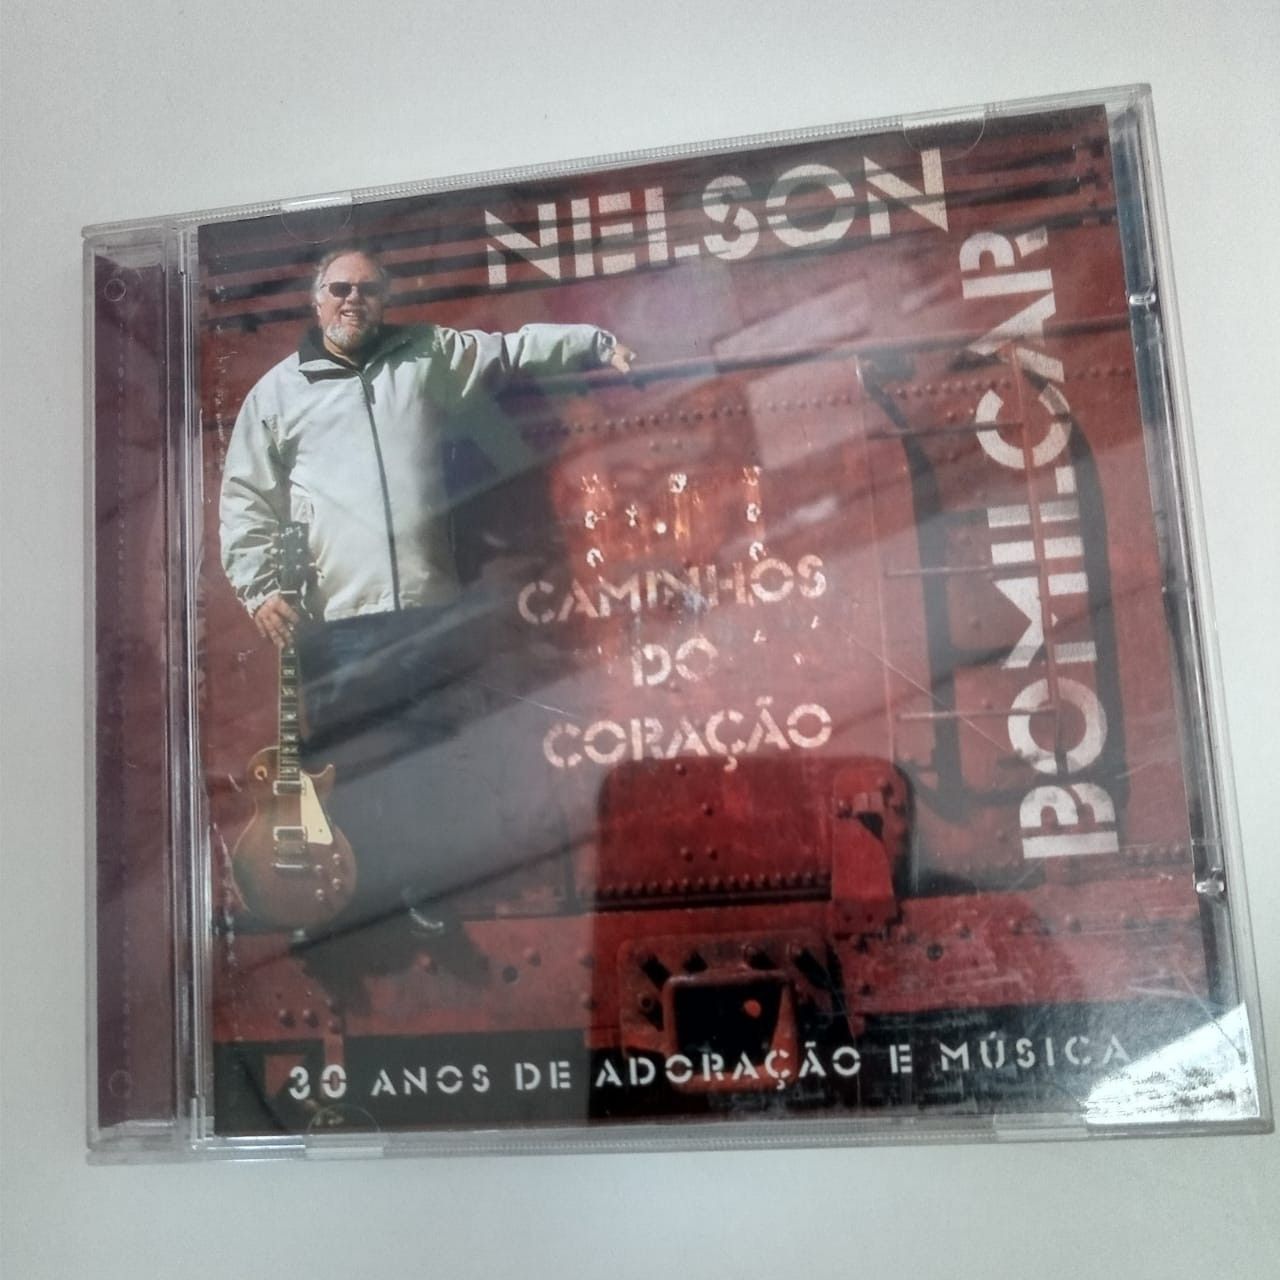 NELSON
BOMILCAR
CAMINHOS
DO
CORAÇÃO
30 ANOS DE ADORAÇÃO E MÚSICA